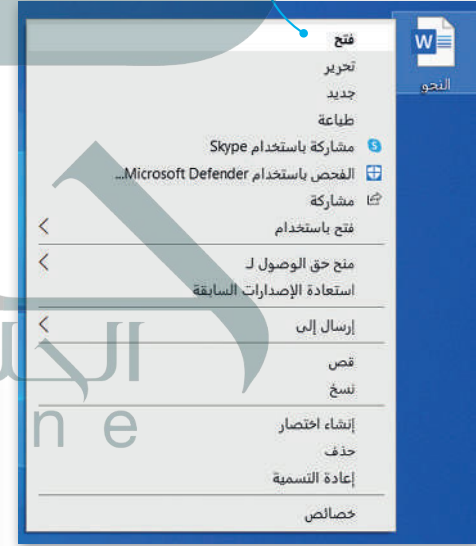 النحو
فتح
تحرير
جديد
طباعة
مشاركة باستخدام Skype
الفحص باستخدام Microsoft Defender...
مشاركة
فتح باستخدام
منح حق الوصول لـ
استعادة الإصدارات السابقة
إرسال إلى
قص
نسخ
إنشاء اختصار
حذف
إعادة التسمية
خصائص